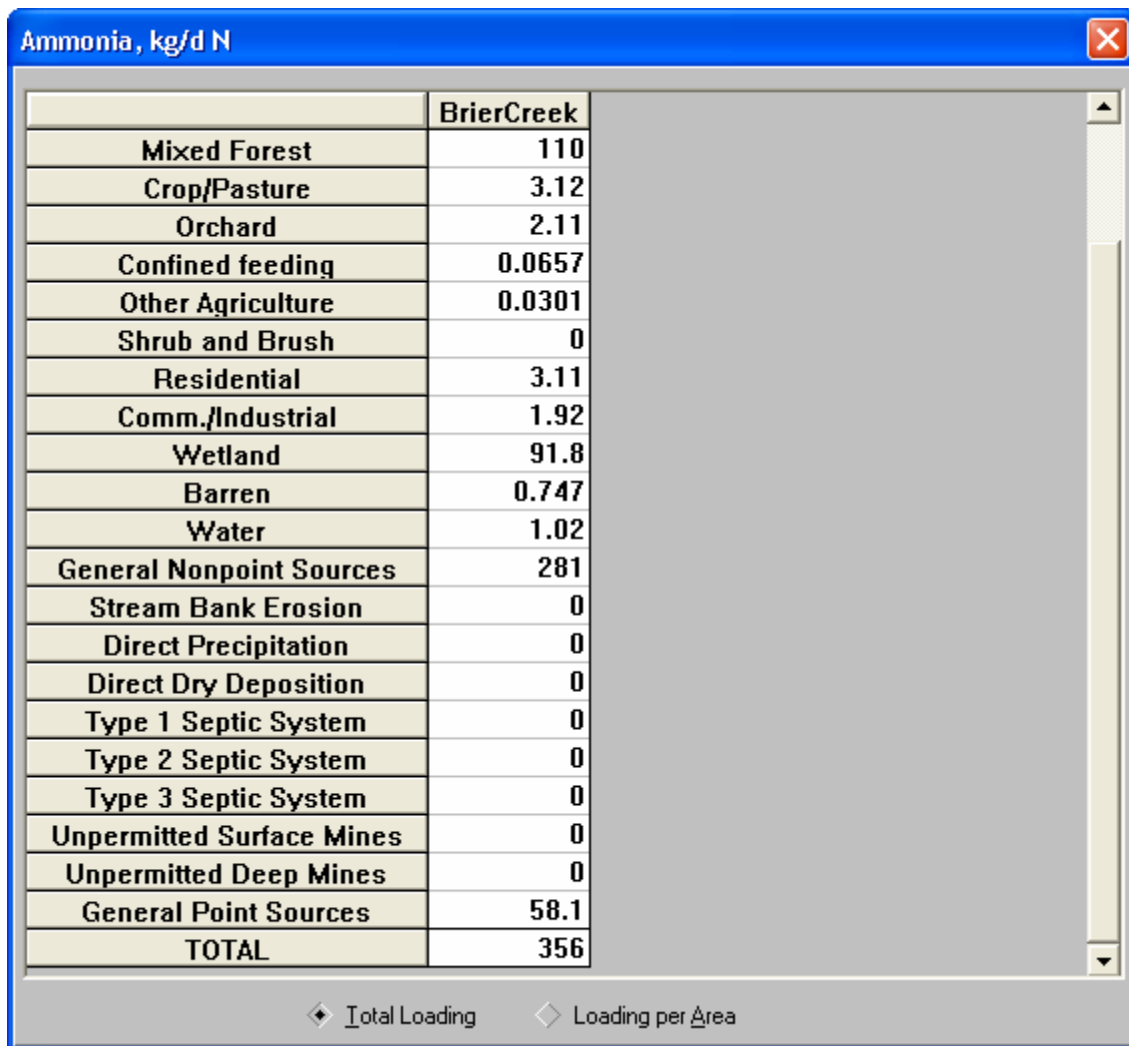 Ammonia, kg/d N
BrierCreek
Mixed Forest 110
Crop/Pasture 3.12
Orchard 2.11
Confined feeding 0.0657
Other Agriculture 0.0301
Shrub and Brush 0
Residential 3.11
Comm./Industrial 1.92
Wetland 91.8
Barren 0.747
Water 1.02
General Nonpoint Sources 281
Stream Bank Erosion 0
Direct Precipitation 0
Direct Dry Deposition 0
Type 1 Septic System 0
Type 2 Septic System 0
Type 3 Septic System 0
Unpermitted Surface Mines 0
Unpermitted Deep Mines 0
General Point Sources 58.1
TOTAL 356
Total Loading Loading per Area